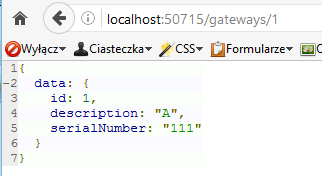 localhost:50715/gateways/1
Wyłącz Ciasteczka CSS Formularze
1{
-2 data: {
3 id: 1,
4 description: "A",
5 serialNumber: "111"
6 }
7}